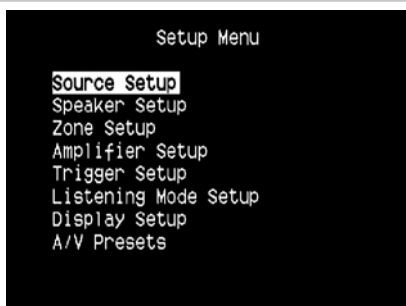 Setup Menu
Source Setup
Speaker Setup
Zone Setup
Amplifier Setup
Trigger Setup
Listening Mode Setup
Display Setup
A/V Presets